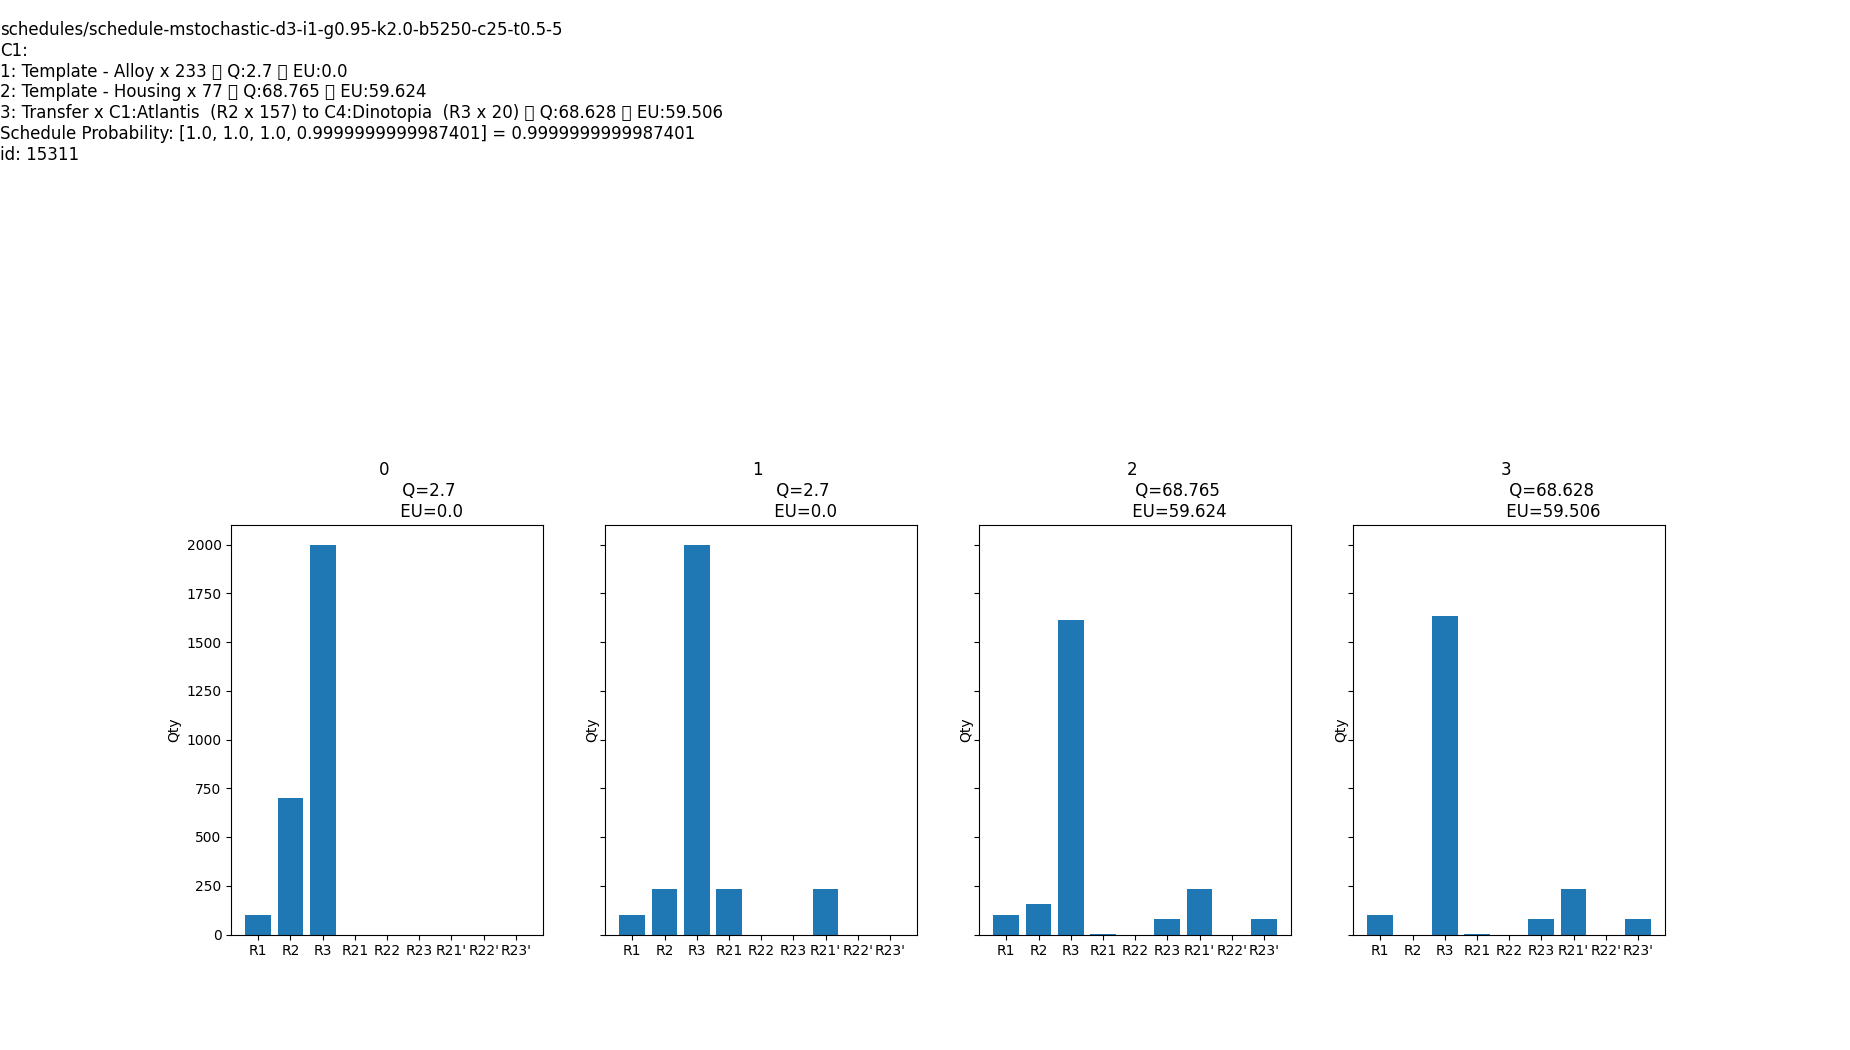 schedules/schedule-mstochastic-d3-i1-g0.95-k2.0-b5250-c25-t0.5-5
C1:
1: Template - Alloy x 233 ▯ Q:2.7 ▯ EU:0.0
2: Template - Housing x 77 ▯ Q:68.765 ▯ EU:59.624
3: Transfer x C1:Atlantis  (R2 x 157) to C4:Dinotopia  (R3 x 20) ▯ Q:68.628 ▯ EU:59.506
Schedule Probability: [1.0, 1.0, 1.0, 0.9999999999987401] = 0.9999999999987401
id: 15311
0
Q=2.7
EU=0.0
2000
1750
1500
1250
1000
750
500
250
0
Qty
R1 R2 R3 R21 R22 R23 R21' R22' R23'
1
Q=2.7
EU=0.0
Qty
R1 R2 R3 R21 R22 R23 R21' R22' R23'
2
Q=68.765
EU=59.624
Qty
R1 R2 R3 R21 R22 R23 R21' R22' R23'
3
Q=68.628
EU=59.506
Qty
R1 R2 R3 R21 R22 R23 R21' R22' R23'